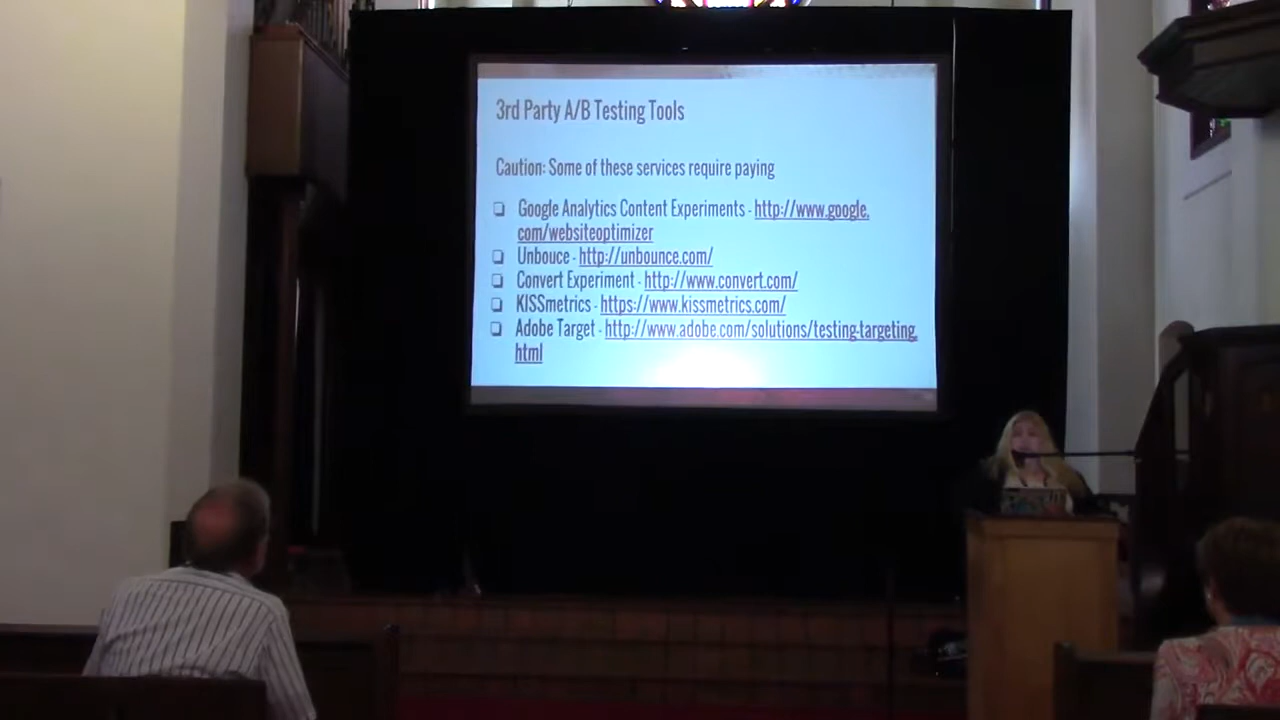 3rd Party A/B Testing Tools
Caution: Some of these services require paying
❏ Google Analytics Content Experiments - http://www.google.
com/websiteoptimizer
❏ Unbouce - http://unbounce.com/
❏ Convert Experiment - http://www.convert.com/
❏ KISSmetrics - https://www.kissmetrics.com/
❏ Adobe Target - http://www.adobe.com/solutions/testing-targeting.
html